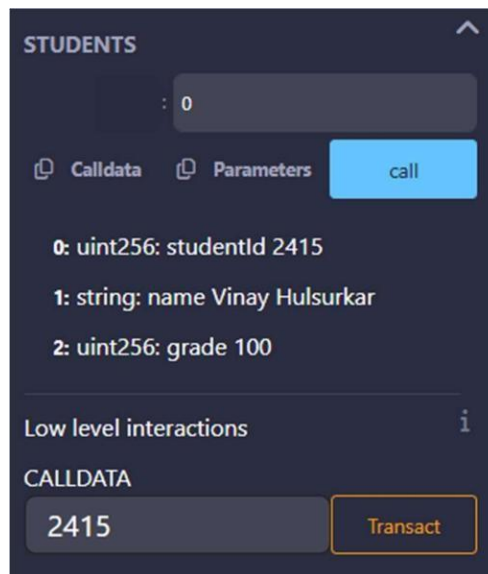 STUDENTS
: 0
Calldata Parameters call
0: uint256: studentId 2415
1: string: name Vinay Hulsurkar
2: uint256: grade 100
Low level interactions i
CALLDATA
2415 Transact